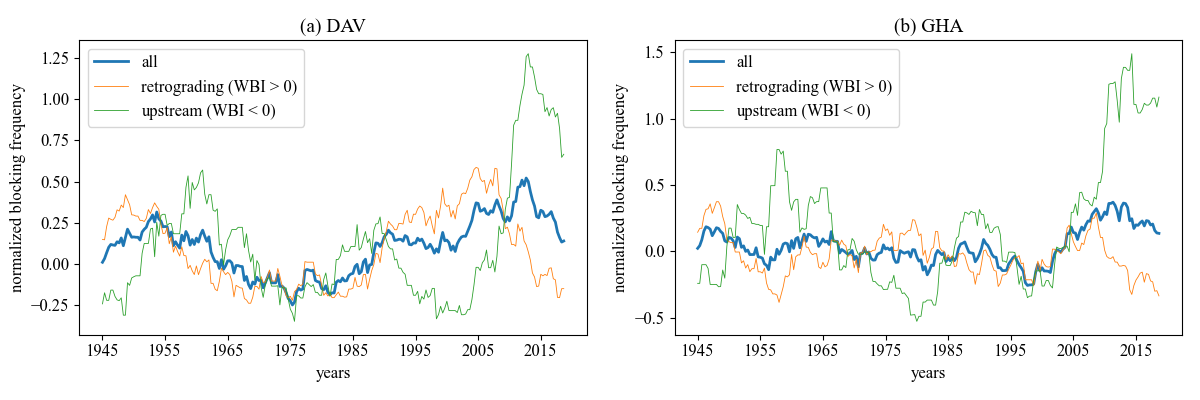 (a) DAV
normalized blocking frequency
1.25
1.00
0.75
0.50
0.25
0.00
−0.25
all
retrograding (WBI > 0)
upstream (WBI < 0)
1945 1955 1965 1975 1985 1995 2005 2015
years
(b) GHA
normalized blocking frequency
1.5
1.0
0.5
0.0
−0.5
all
retrograding (WBI > 0)
upstream (WBI < 0)
1945 1955 1965 1975 1985 1995 2005 2015
years